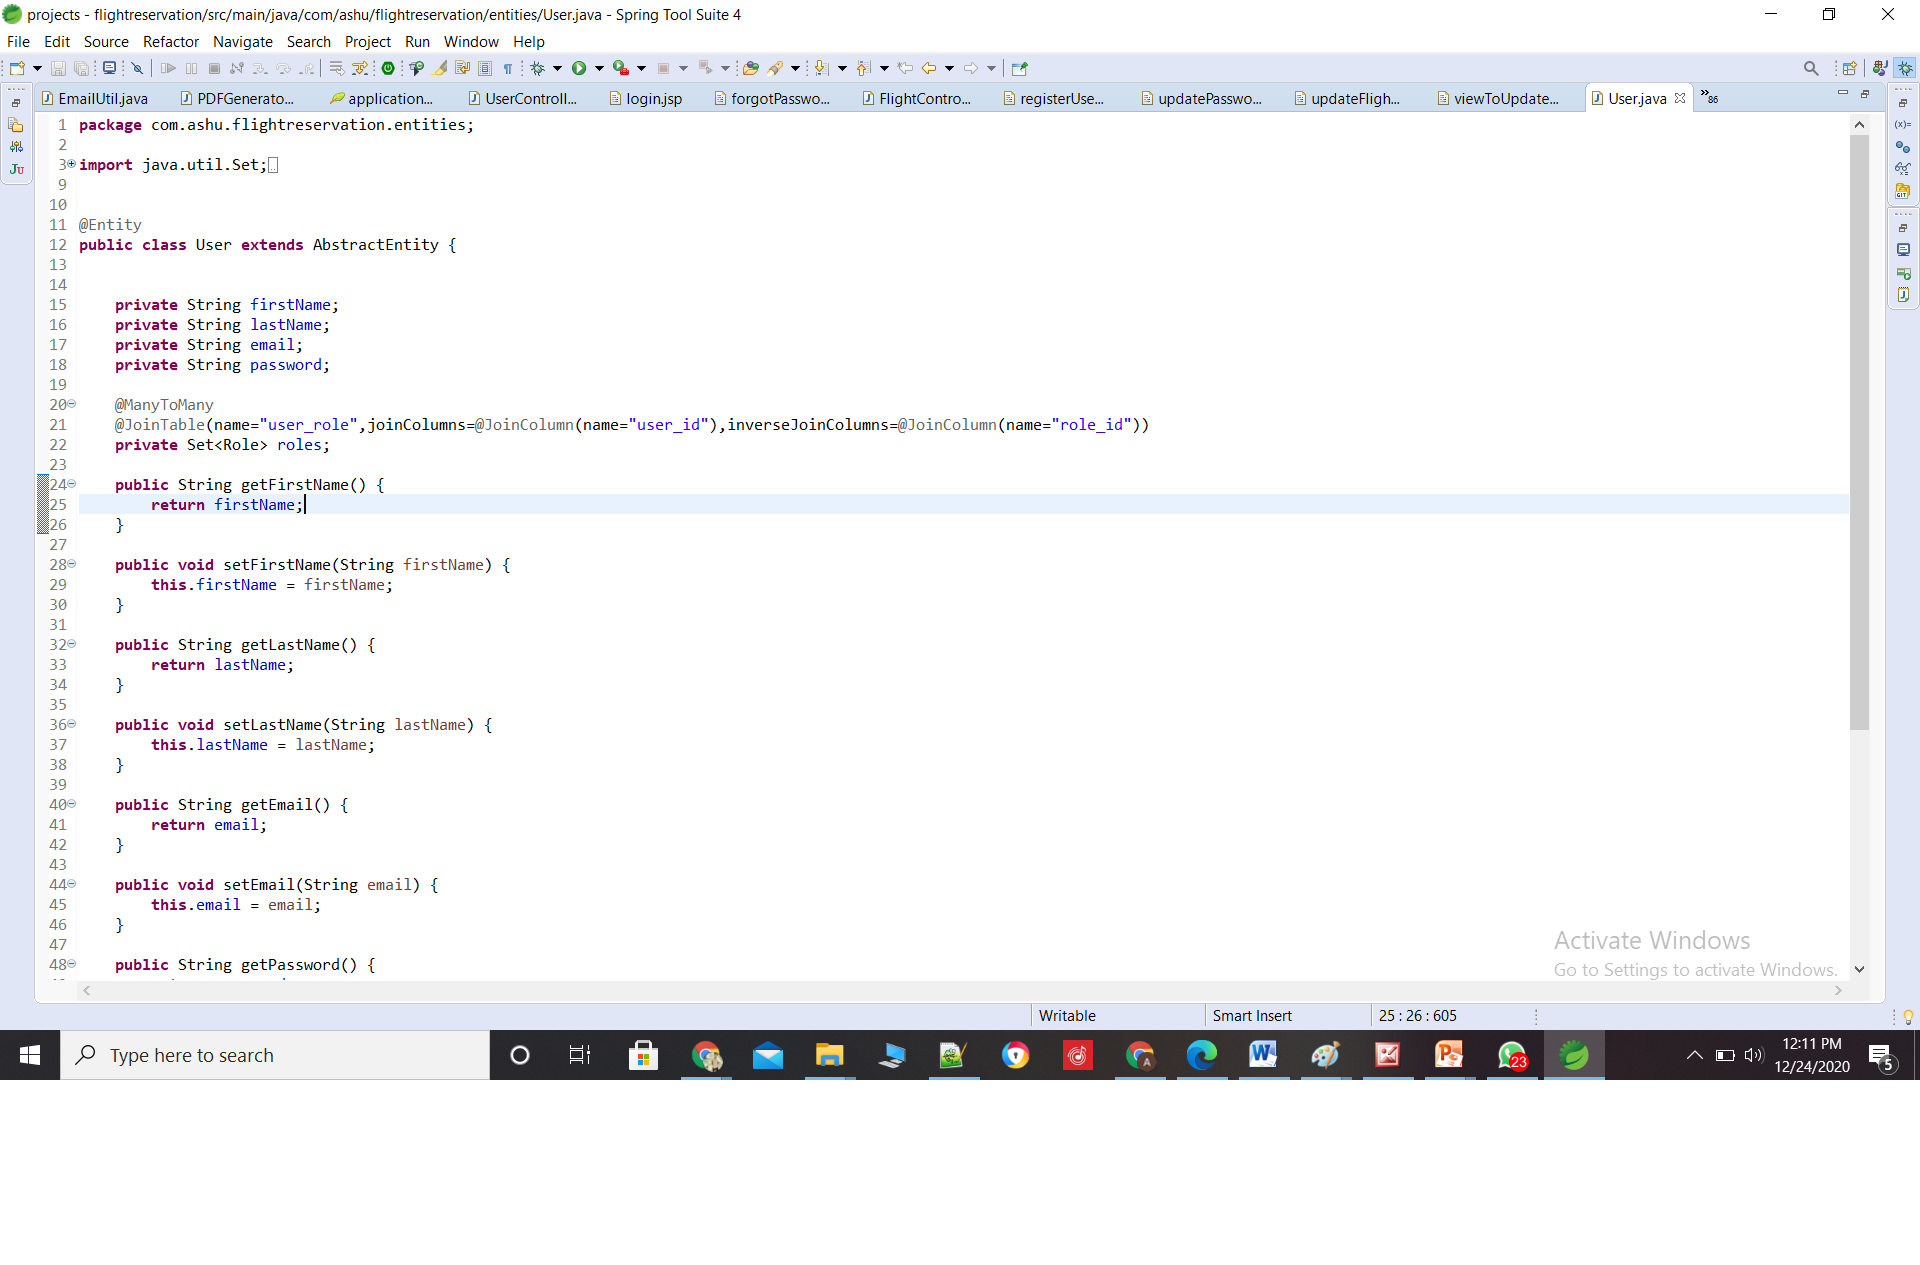 projects - flightreservation/src/main/java/com/ashu/flightreservation/entities/User.java - Spring Tool Suite 4
File Edit Source Refactor Navigate Search Project Run Window Help
EmailUtil.java PDFGenerato... application... UserControll... login.jsp forgotPasswo... FlightContro... registerUse... updatePasswo... updateFligh... viewToUpdate... User.java »86
1 package com.ashu.flightreservation.entities;
2
3 import java.util.Set;
9
10
11 @Entity
12 public class User extends AbstractEntity {
13
14
15 private String firstName;
16 private String lastName;
17 private String email;
18 private String password;
19
20 @ManyToMany
21 @JoinTable(name="user_role",joinColumns=@JoinColumn(name="user_id"),inverseJoinColumns=@JoinColumn(name="role_id"))
22 private Set<Role> roles;
23
24 public String getFirstName() {
25 return firstName;
26 }
27
28 public void setFirstName(String firstName) {
29 this.firstName = firstName;
30 }
31
32 public String getLastName() {
33 return lastName;
34 }
35
36 public void setLastName(String lastName) {
37 this.lastName = lastName;
38 }
39
40 public String getEmail() {
41 return email;
42 }
43
44 public void setEmail(String email) {
45 this.email = email;
46 }
47
48 public String getPassword() {
Activate Windows
Go to Settings to activate Windows.
Writable Smart Insert 25 : 26 : 605
Type here to search
23
12:11 PM
12/24/2020
5